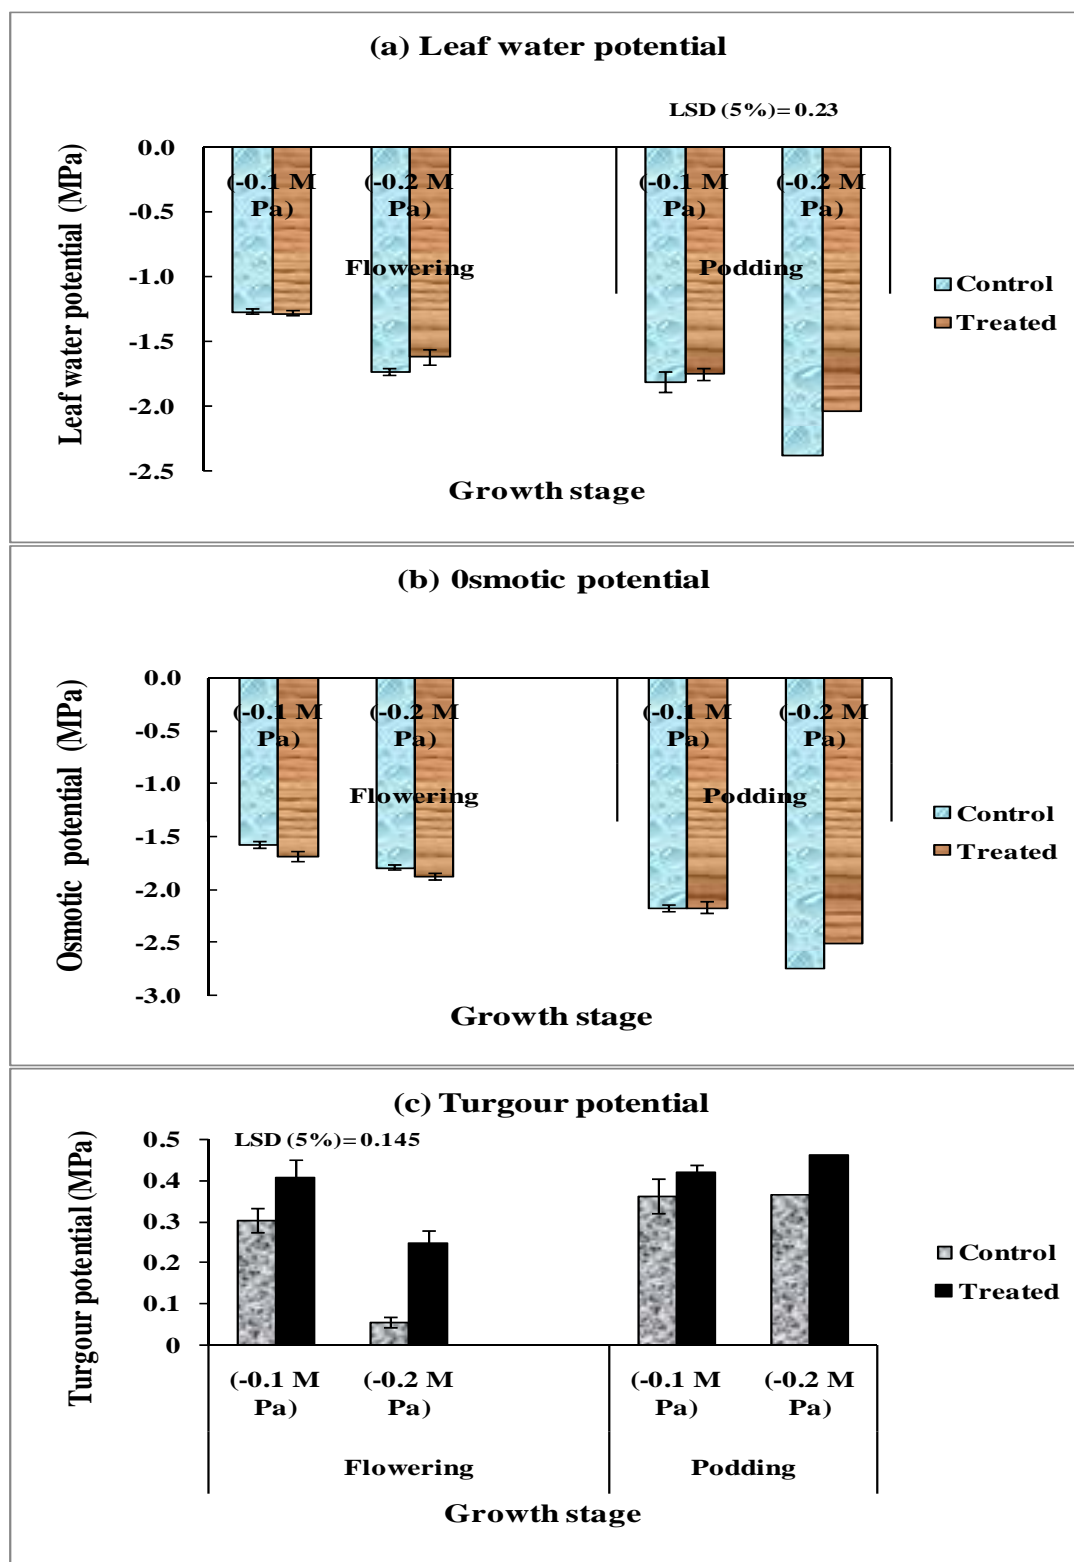 (a) Leaf water potential
LSD (5%)= 0.23
Leaf water potential (MPa)
0.0
-0.5
-1.0
-1.5
-2.0
-2.5
(-0.1 M
Pa)
(-0.2 M
Pa)
(-0.1 M
Pa)
(-0.2 M
Pa)
Flowering
Podding
Growth stage
Control
Treated
(b) 0smotic potential
Osmotic potential (MPa)
0.0
-0.5
-1.0
-1.5
-2.0
-2.5
-3.0
(-0.1 M
Pa)
(-0.2 M
Pa)
(-0.1 M
Pa)
(-0.2 M
Pa)
Flowering
Podding
Growth stage
Control
Treated
(c) Turgour potential
LSD (5%)= 0.145
Turgour potential (MPa)
0.5
0.4
0.3
0.2
0.1
0
(-0.1 M
Pa)
(-0.2 M
Pa)
(-0.1 M
Pa)
(-0.2 M
Pa)
Flowering
Podding
Growth stage
Control
Treated